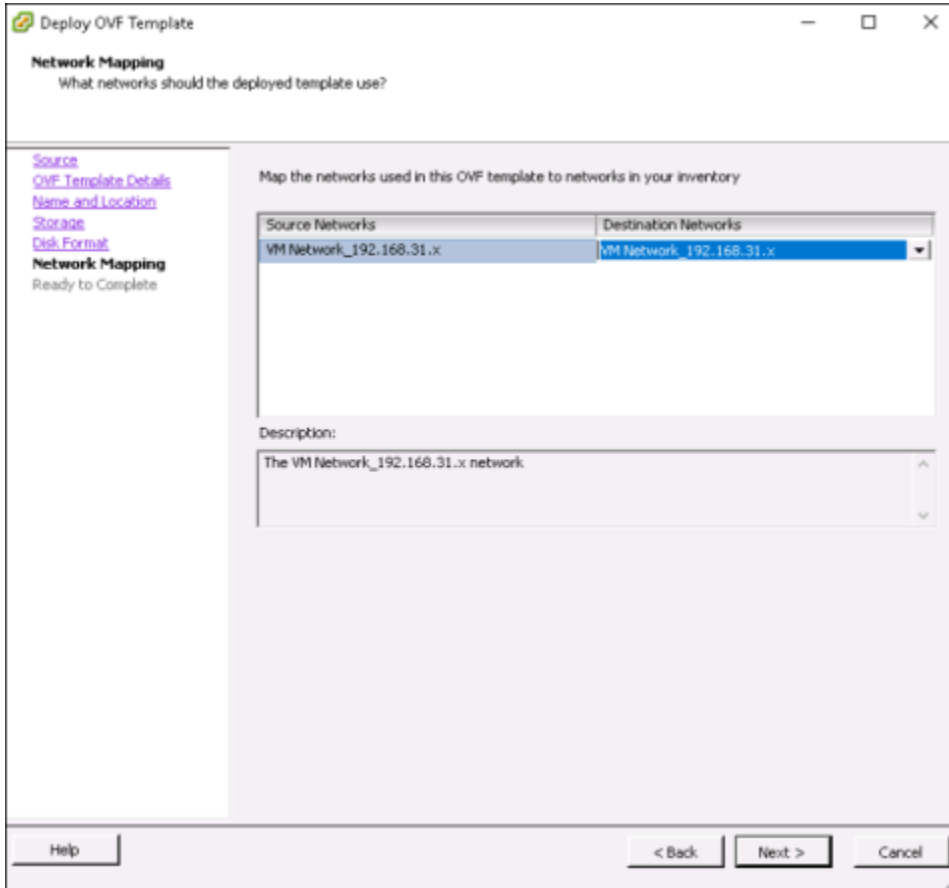 Deploy OVF Template
Network Mapping
What networks should the deployed template use?
Source
OVF Template Details
Name and Location
Storage
Disk Format
Network Mapping
Ready to Complete
Map the networks used in this OVF template to networks in your inventory
Source Networks Destination Networks
VM Network_192.168.31.x VM Network_192.168.31.x
Description:
The VM Network_192.168.31.x network
Help < Back Next > Cancel